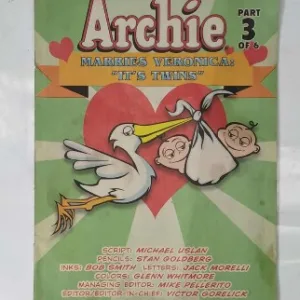 Archie
PART
3
OF 6
MARRIES VERONICA:
"IT'S TWINS"
SCRIPT: MICHAEL USLAN
PENCILS: STAN GOLDBERG
INKS: BOB SMITH LETTERS: JACK MORELLI
COLORS: GLENN WHITMORE
MANAGING EDITOR: MIKE PELLERITO
EDITOR/EDITOR-IN-CHIEF: VICTOR GORELICK